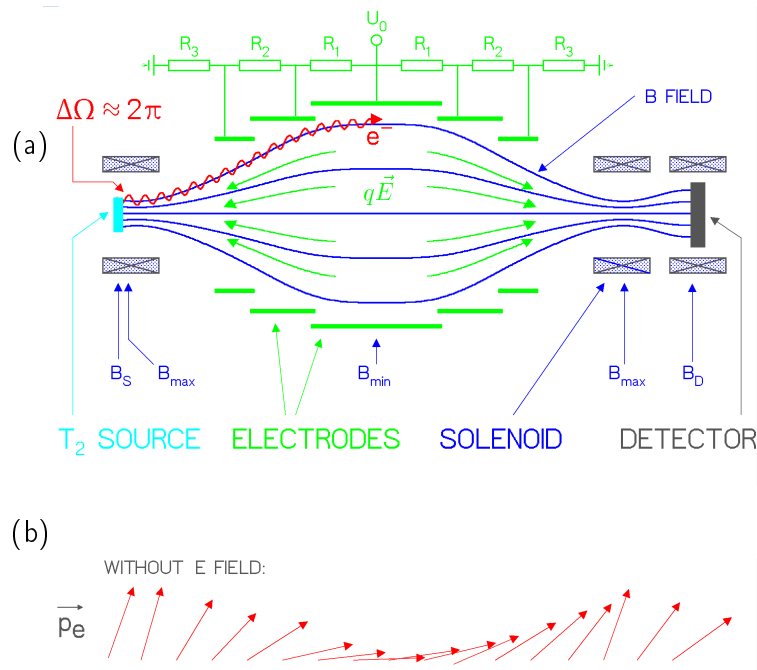 U0
R3 R2 R1 R1 R2 R3
ΔΩ ≈ 2π
e−
B FIELD
(a)
qE⃗
BS Bmax Bmin Bmax BD
T2 SOURCE ELECTRODES SOLENOID DETECTOR
(b)
WITHOUT E FIELD:
p⃗e